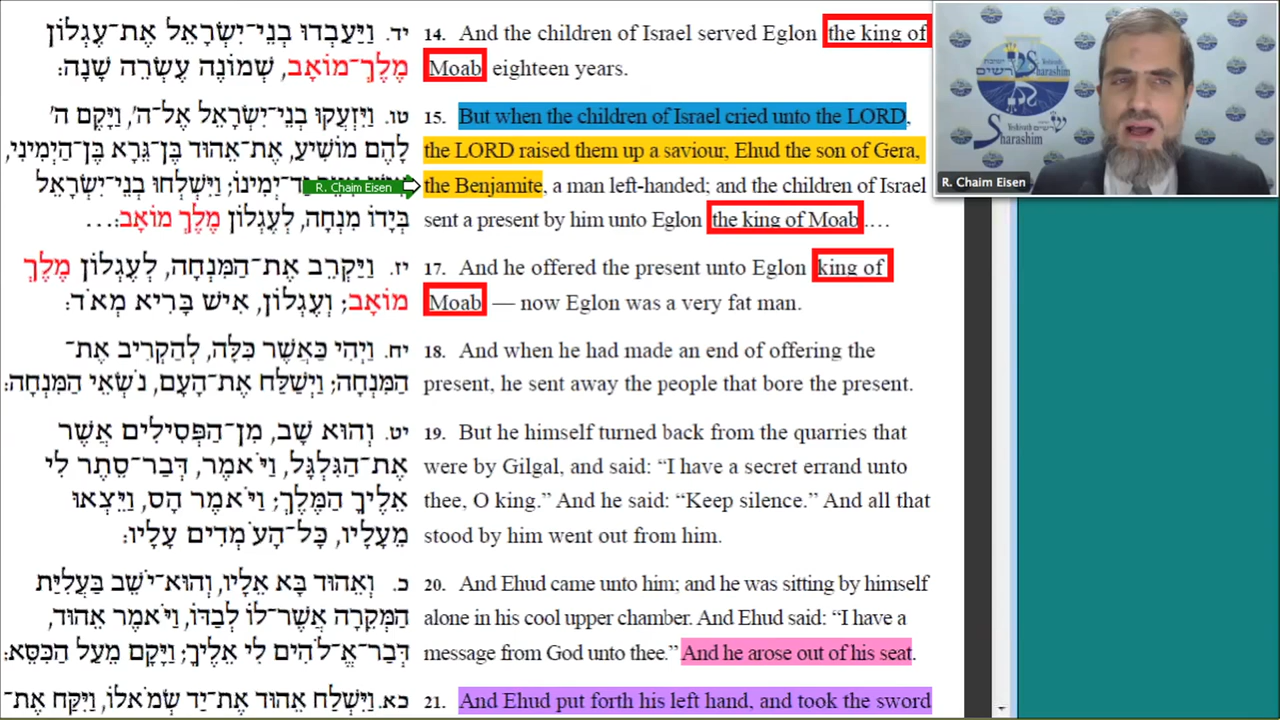 יד. וַיַּעַבְדוּ בְנֵי־יִשְׂרָאֵל אֶת־עֶגְלוֹן
מֶלֶךְ־מוֹאָב, שְׁמוֹנֶה עֶשְׂרֵה שָׁנָה:
14. And the children of Israel served Eglon the king of
Moab eighteen years.
טו. וַיִּזְעֲקוּ בְנֵי־יִשְׂרָאֵל אֶל־ה', וַיָּקֶם ה'
לָהֶם מוֹשִׁיעַ, אֶת־אֵהוּד בֶּן־גֵּרָא בֶּן־הַיְמִינִי,
יְמִינוֹ; וַיִּשְׁלְחוּ בְנֵי־יִשְׂרָאֵל
בְּיָדוֹ מִנְחָה, לְעֶגְלוֹן מֶלֶךְ מוֹאָב:...
15. But when the children of Israel cried unto the LORD,
the LORD raised them up a saviour, Ehud the son of Gera,
the Benjamite, a man left-handed; and the children of Israel
sent a present by him unto Eglon the king of Moab....
יז. וַיַּקְרֵב אֶת־הַמִּנְחָה, לְעֶגְלוֹן מֶלֶךְ
מוֹאָב; וְעֶגְלוֹן, אִישׁ בָּרִיא מְאֹד:
17. And he offered the present unto Eglon king of
Moab — now Eglon was a very fat man.
יח. וַיְהִי כַּאֲשֶׁר כִּלָּה, לְהַקְרִיב אֶת־
הַמִּנְחָה; וַיְשַׁלַּח אֶת־הָעָם, נֹשְׂאֵי הַמִּנְחָה:
18. And when he had made an end of offering the
present, he sent away the people that bore the present.
יט. וְהוּא שָׁב, מִן־הַפְּסִילִים אֲשֶׁר
אֶת־הַגִּלְגָּל, וַיֹּאמֶר, דְּבַר־סֵתֶר לִי
אֵלֶיךָ הַמֶּלֶךְ; וַיֹּאמֶר הָס, וַיֵּצְאוּ
מֵעָלָיו, כָּל־הָעֹמְדִים עָלָיו:
19. But he himself turned back from the quarries that
were by Gilgal, and said: “I have a secret errand unto
thee, O king.” And he said: “Keep silence.” And all that
stood by him went out from him.
כ. וְאֵהוּד בָּא אֵלָיו, וְהוּא־יֹשֵׁב בַּעֲלִיַּת
הַמְּקֵרָה אֲשֶׁר־לוֹ לְבַדּוֹ, וַיֹּאמֶר אֵהוּד,
דְּבַר־אֱ־לֹהִים לִי אֵלֶיךָ; וַיָּקָם מֵעַל הַכִּסֵּא:
20. And Ehud came unto him; and he was sitting by himself
alone in his cool upper chamber. And Ehud said: “I have a
message from God unto thee.” And he arose out of his seat.
כא. וַיִּשְׁלַח אֵהוּד אֶת־יַד שְׂמֹאלוֹ, וַיִּקַּח אֶת־
21. And Ehud put forth his left hand, and took the sword
R. Chaim Eisen
Yeshivath
Sharashim
R. Chaim Eisen